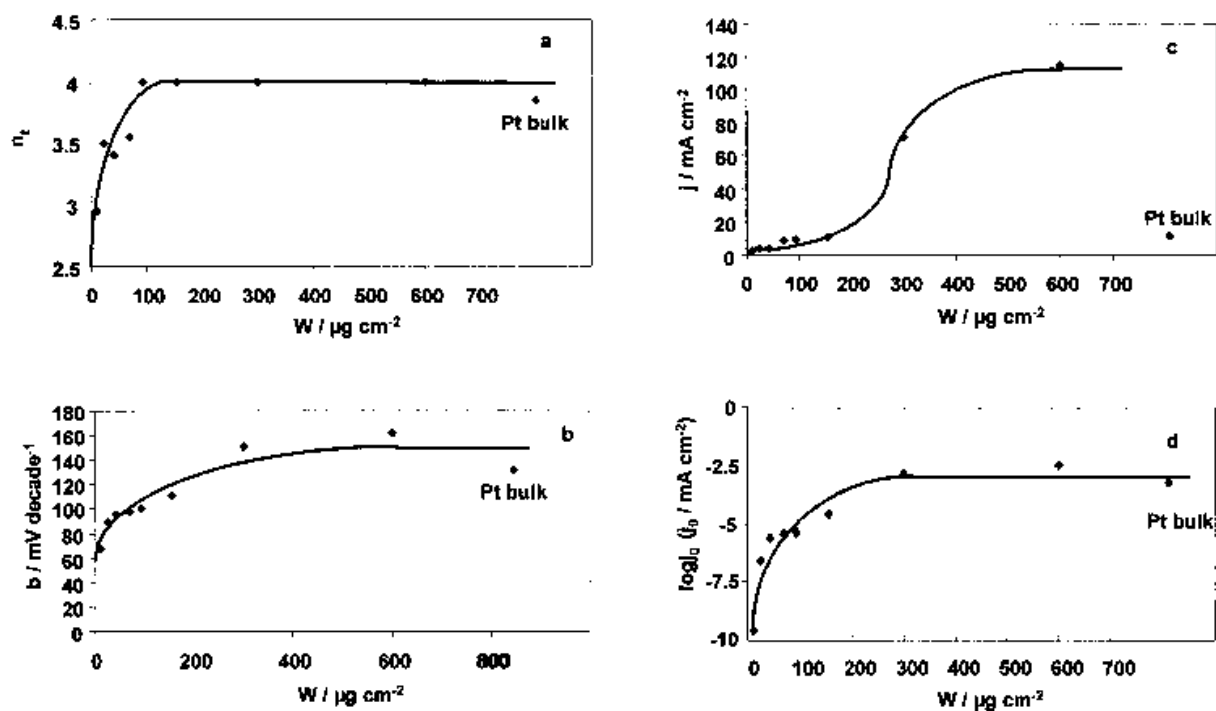 4.5
4
3.5
3
2.5
n_t
a
Pt bulk
0 100 200 300 400 500 600 700
W / µg cm⁻²
140
120
100
80
60
40
20
0
j / mA cm⁻²
c
Pt bulk
0 100 200 300 400 500 600 700
W / µg cm⁻²
180
160
140
120
100
80
60
40
20
0
b / mV decade⁻¹
b
Pt bulk
0 200 400 600 800
W / µg cm⁻²
0
-2.5
-5
-7.5
-10
logj₀ (j₀ / mA cm⁻²)
d
Pt bulk
0 100 200 300 400 500 600 700
W / µg cm⁻²